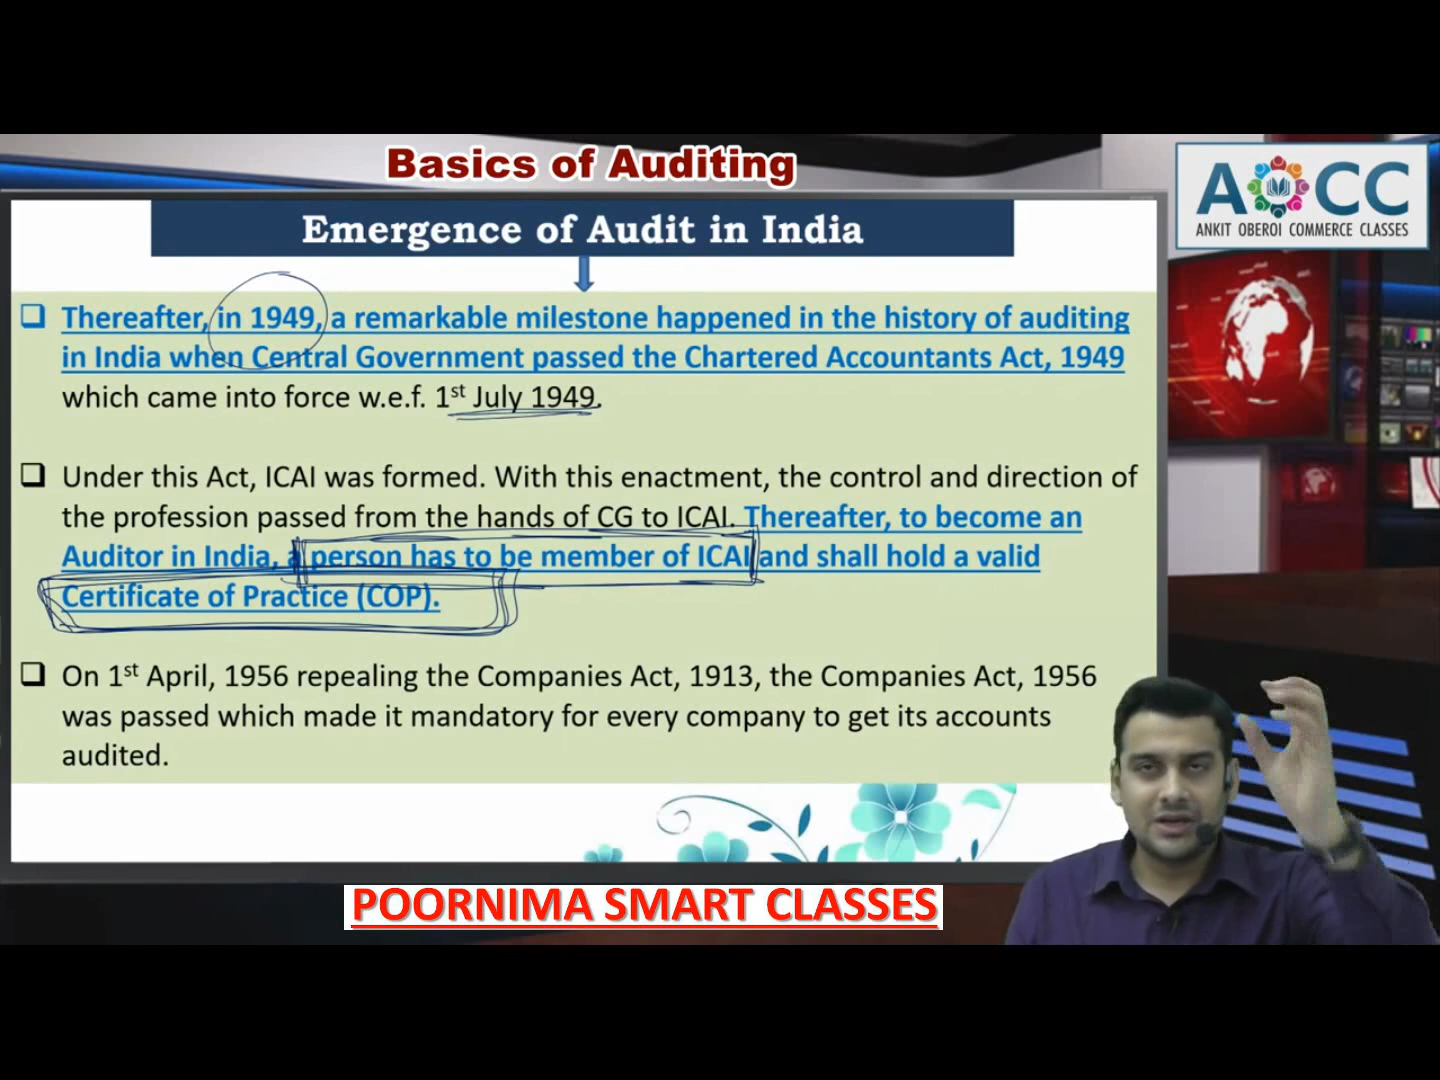 Basics of Auditing
AOCC
ANKIT OBEROI COMMERCE CLASSES
Emergence of Audit in India
Thereafter, in 1949, a remarkable milestone happened in the history of auditing
in India when Central Government passed the Chartered Accountants Act, 1949
which came into force w.e.f. 1st July 1949.
Under this Act, ICAI was formed. With this enactment, the control and direction of
the profession passed from the hands of CG to ICAI. Thereafter, to become an
Auditor in India, a person has to be member of ICAI and shall hold a valid
Certificate of Practice (COP).
On 1st April, 1956 repealing the Companies Act, 1913, the Companies Act, 1956
was passed which made it mandatory for every company to get its accounts
audited.
POORNIMA SMART CLASSES